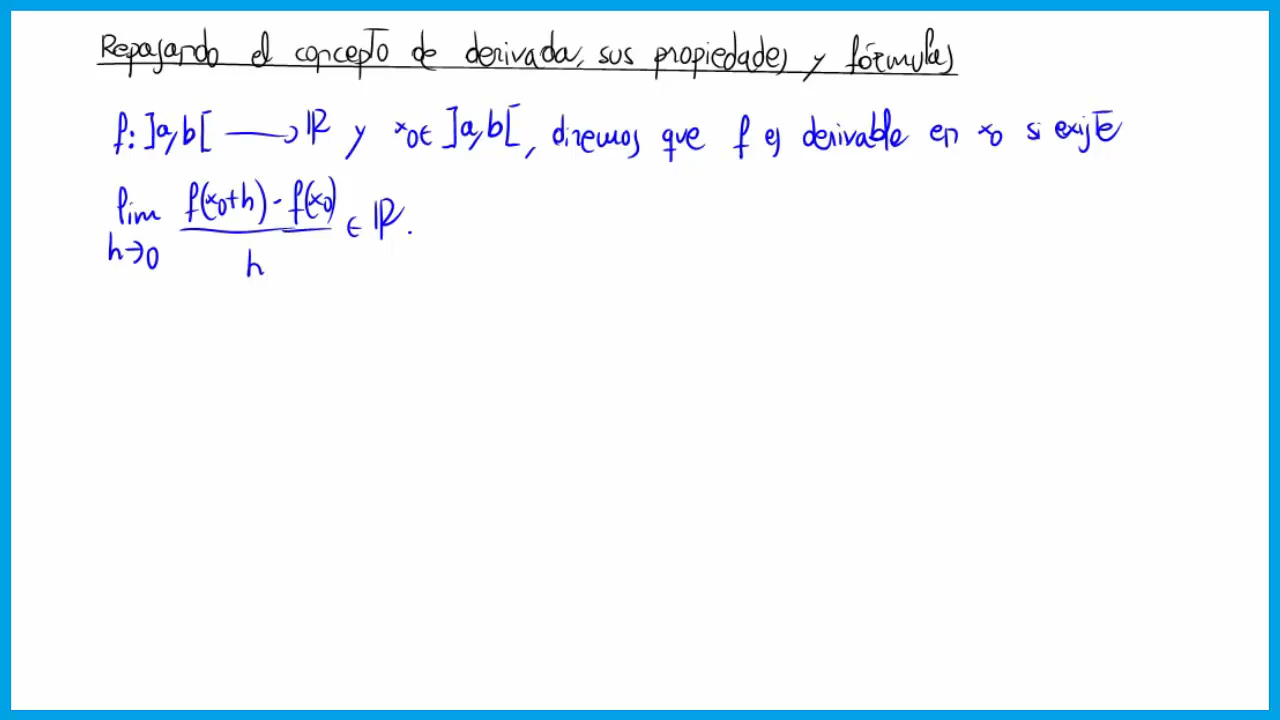 Repasando el concepto de derivada, sus propiedades y fórmulas
f: ]a,b[ ⟶ ℝ y x₀∈ ]a,b[, diremos que f es derivable en x₀ si existe
lim h→0 (f(x₀+h) - f(x₀))/h ∈ ℝ.